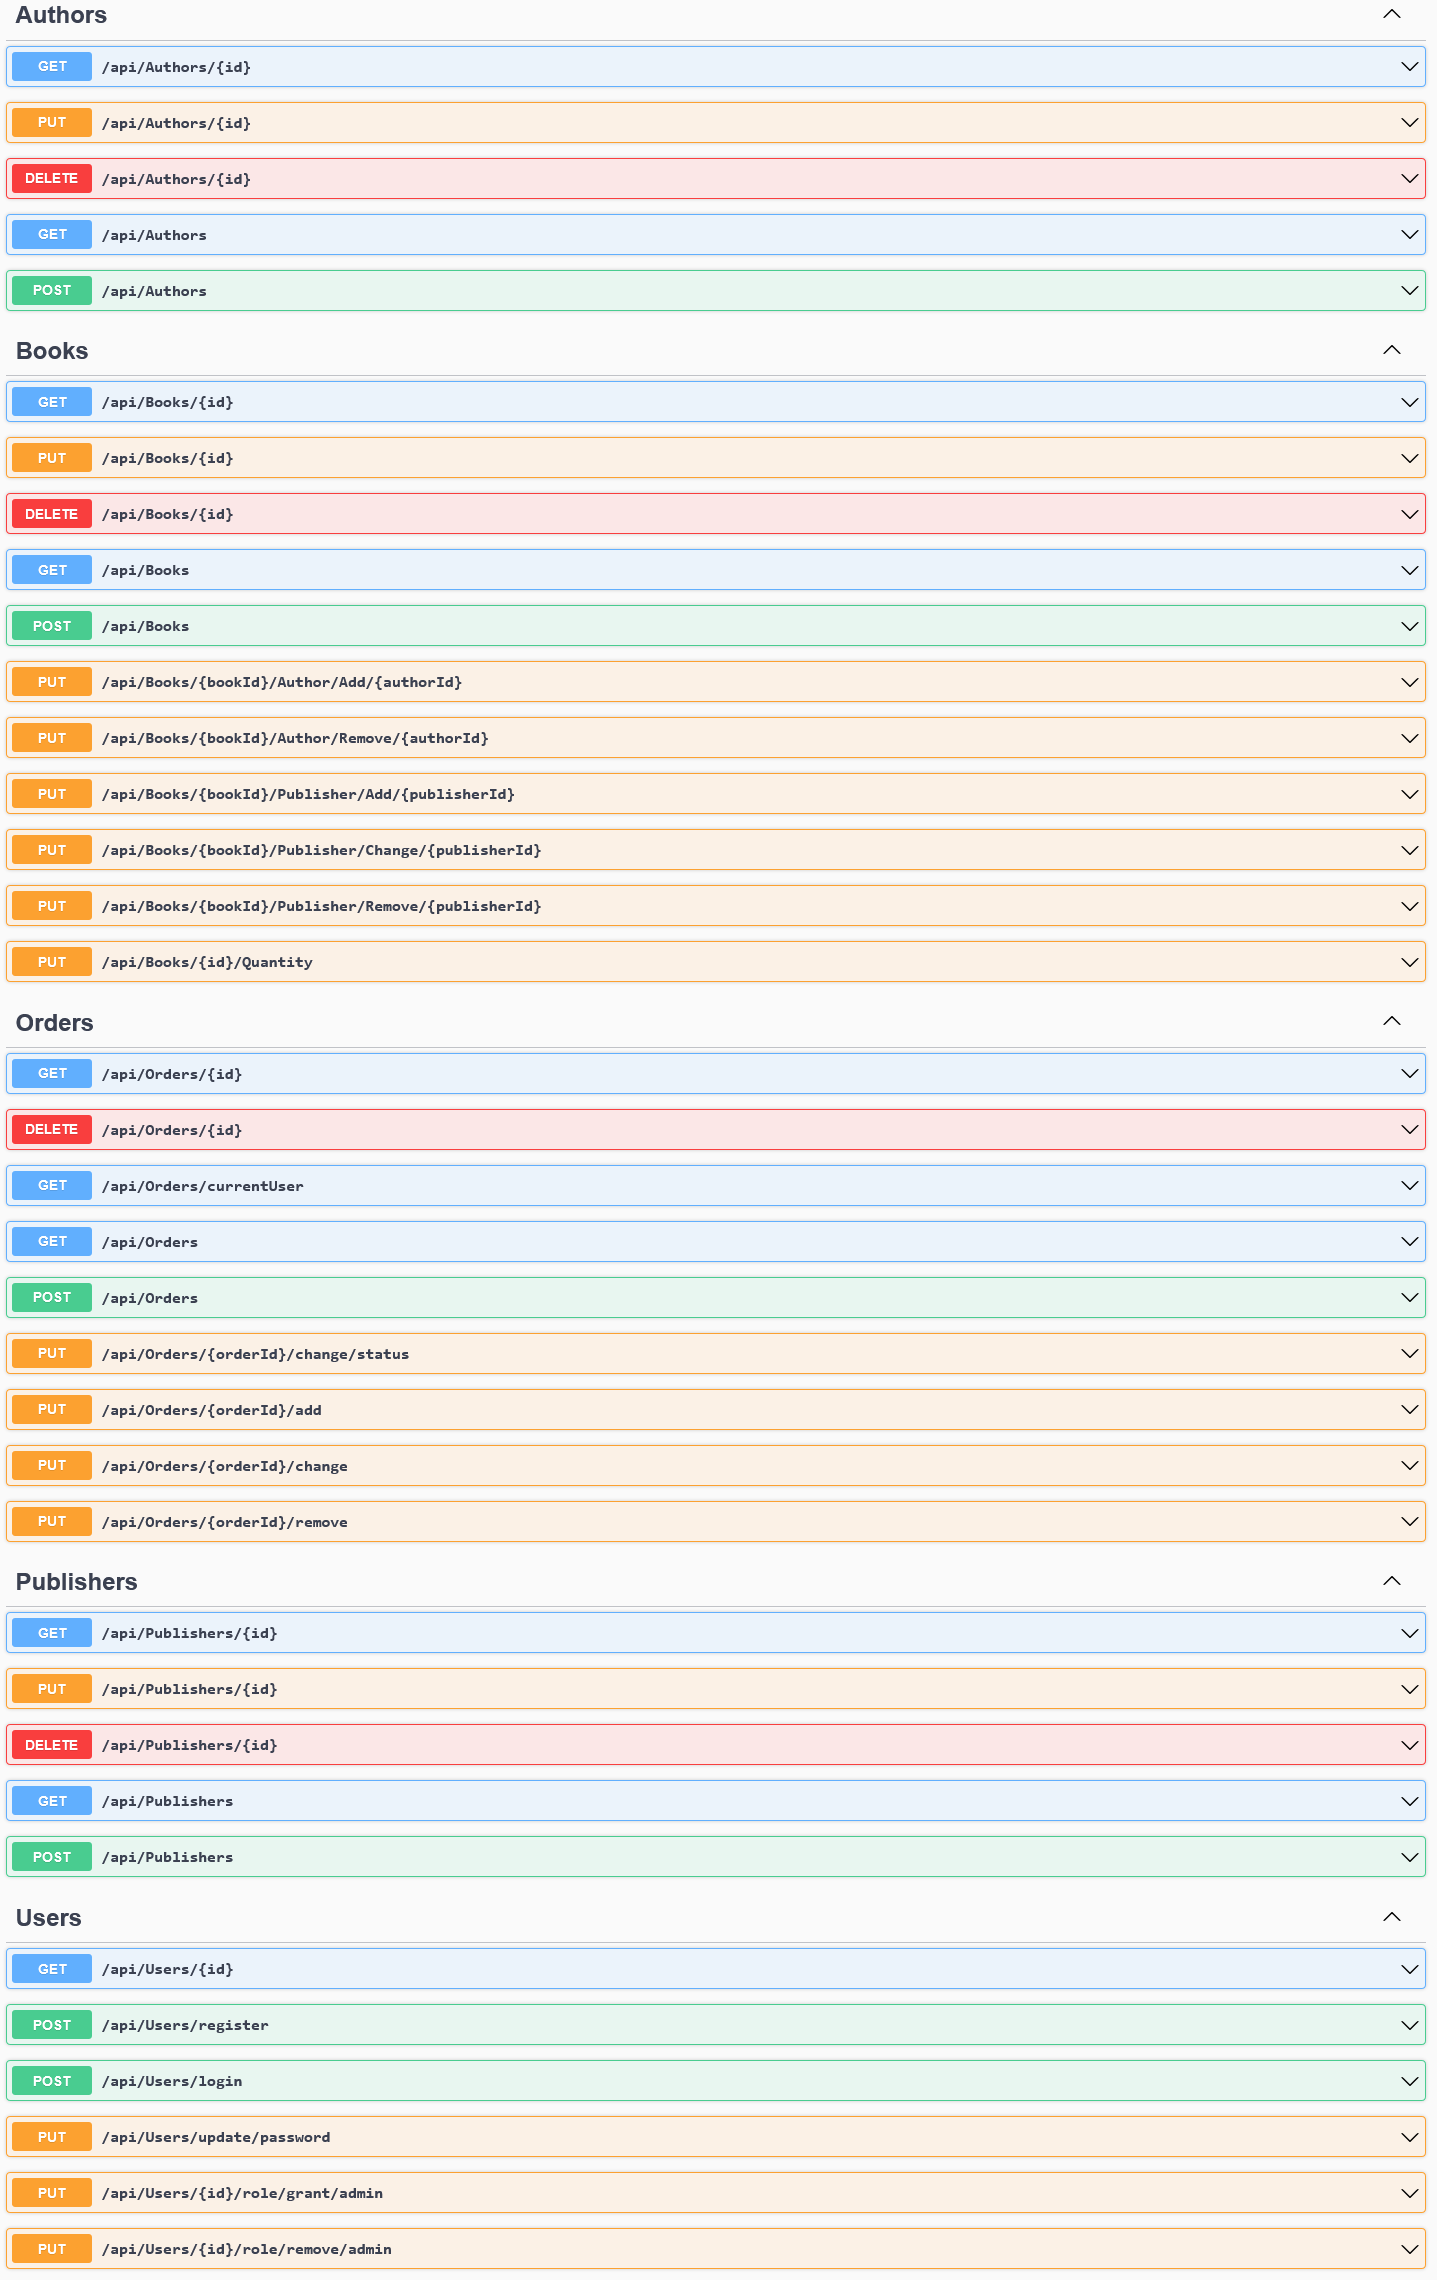 Authors
GET /api/Authors/{id}
PUT /api/Authors/{id}
DELETE /api/Authors/{id}
GET /api/Authors
POST /api/Authors
Books
GET /api/Books/{id}
PUT /api/Books/{id}
DELETE /api/Books/{id}
GET /api/Books
POST /api/Books
PUT /api/Books/{bookId}/Author/Add/{authorId}
PUT /api/Books/{bookId}/Author/Remove/{authorId}
PUT /api/Books/{bookId}/Publisher/Add/{publisherId}
PUT /api/Books/{bookId}/Publisher/Change/{publisherId}
PUT /api/Books/{bookId}/Publisher/Remove/{publisherId}
PUT /api/Books/{id}/Quantity
Orders
GET /api/Orders/{id}
DELETE /api/Orders/{id}
GET /api/Orders/currentUser
GET /api/Orders
POST /api/Orders
PUT /api/Orders/{orderId}/change/status
PUT /api/Orders/{orderId}/add
PUT /api/Orders/{orderId}/change
PUT /api/Orders/{orderId}/remove
Publishers
GET /api/Publishers/{id}
PUT /api/Publishers/{id}
DELETE /api/Publishers/{id}
GET /api/Publishers
POST /api/Publishers
Users
GET /api/Users/{id}
POST /api/Users/register
POST /api/Users/login
PUT /api/Users/update/password
PUT /api/Users/{id}/role/grant/admin
PUT /api/Users/{id}/role/remove/admin